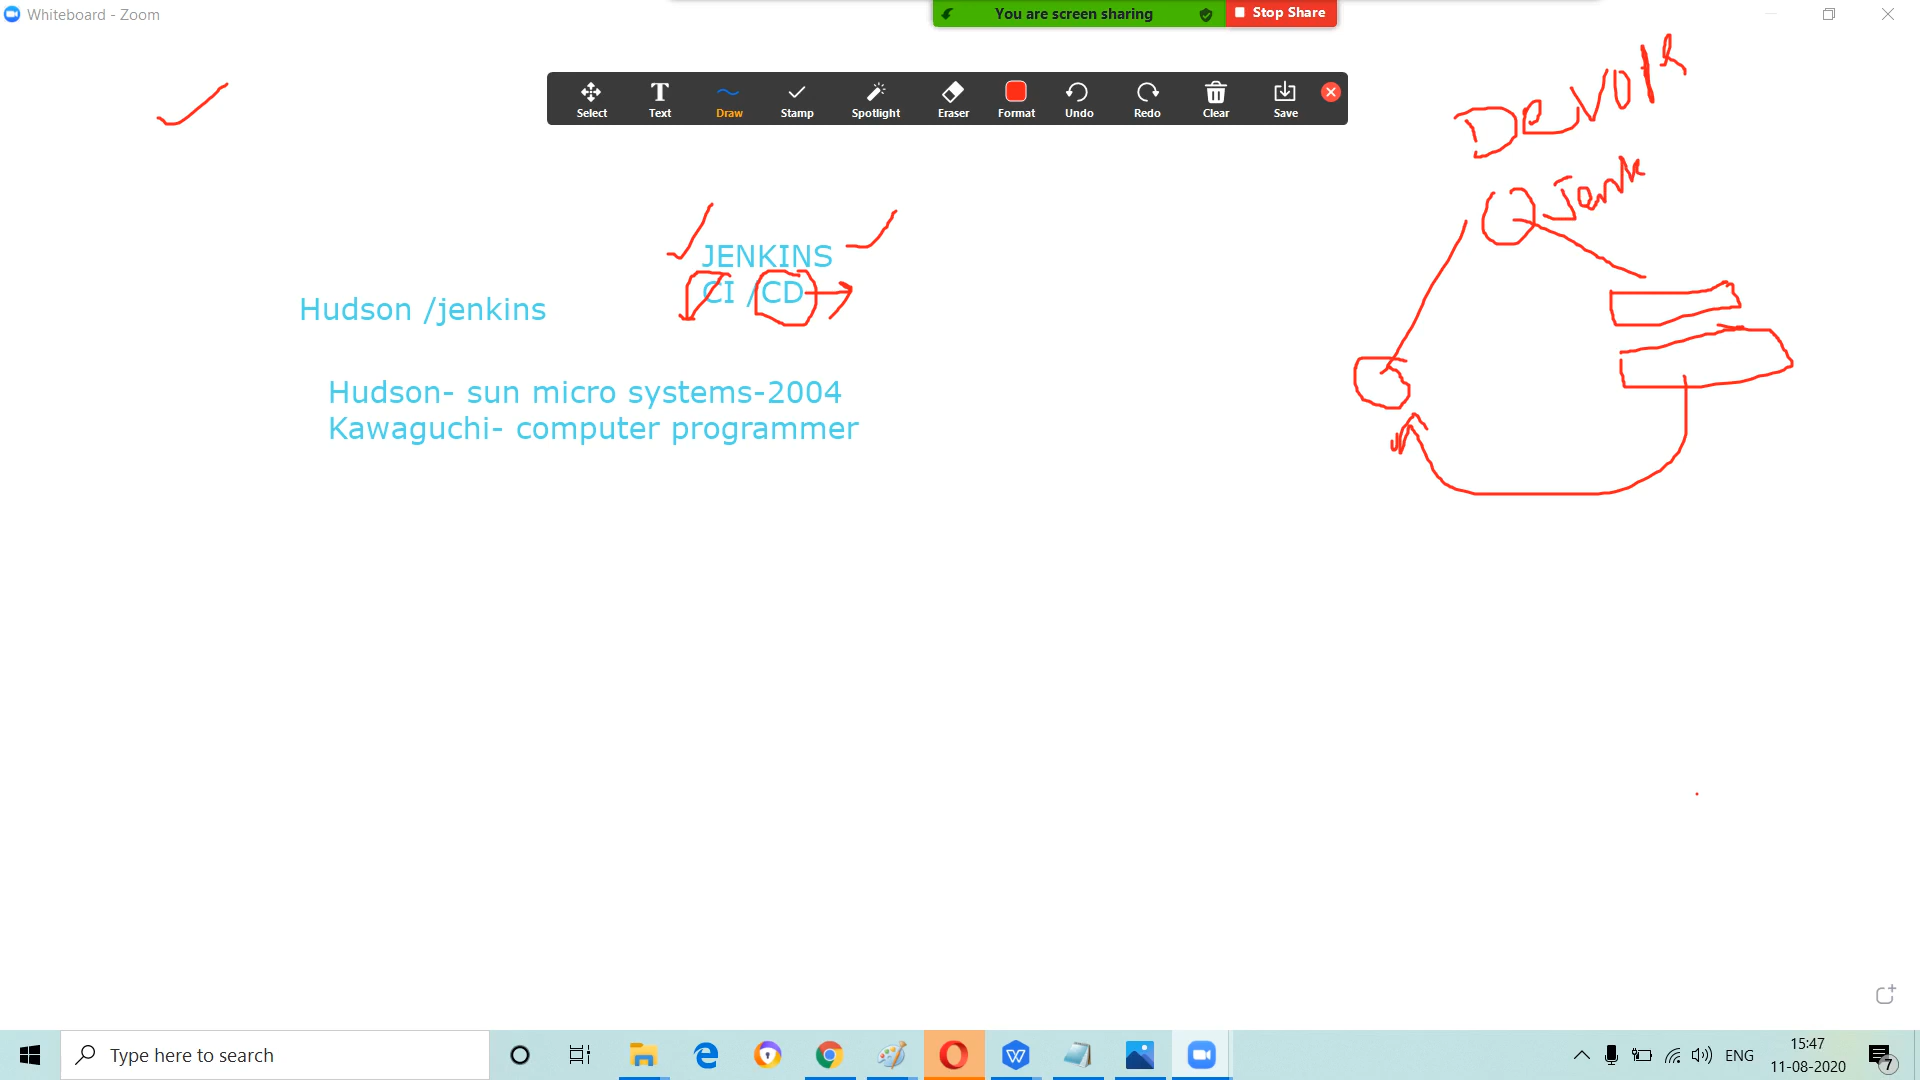 Whiteboard - Zoom
You are screen sharing
Stop Share
Select Text Draw Stamp Spotlight Eraser Format Undo Redo Clear Save
Jenk
JENKINS
CI /CD
Hudson /jenkins
Hudson- sun micro systems-2004
Kawaguchi- computer programmer
Type here to search
ENG
15:47
11-08-2020
7